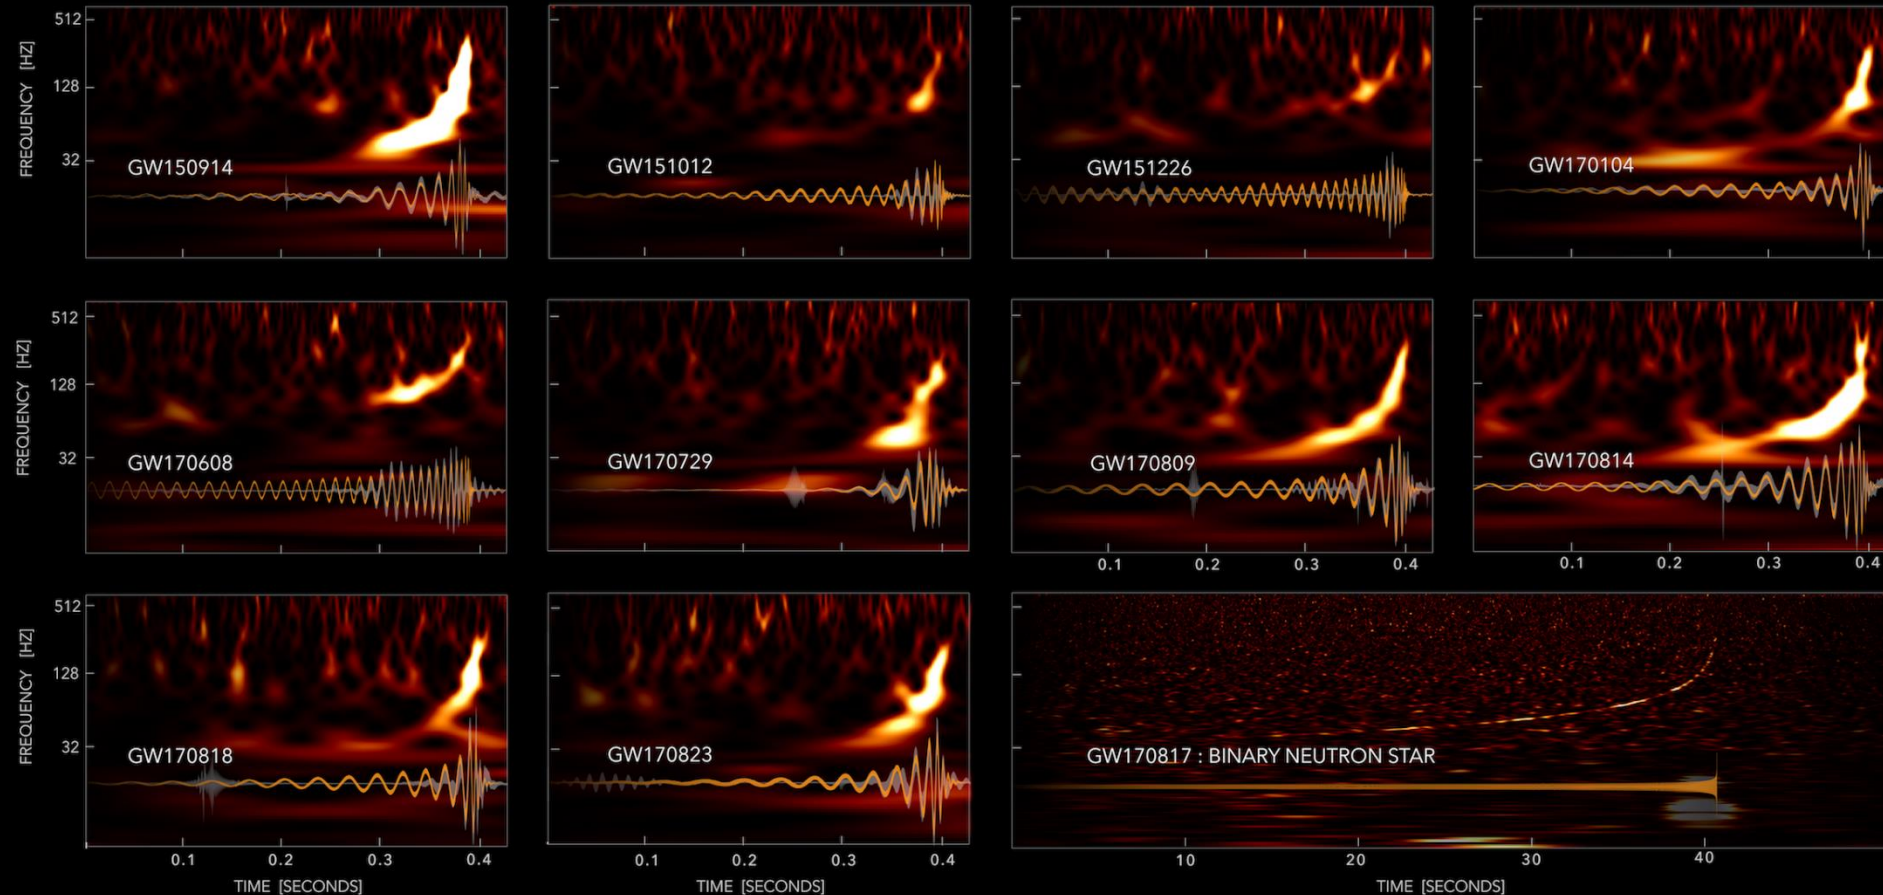 512
FREQUENCY [HZ]
128
32
GW150914
GW151012
GW151226
GW170104
512
FREQUENCY [HZ]
128
32
GW170608
GW170729
GW170809
GW170814
0.1 0.2 0.3 0.4
0.1 0.2 0.3 0.4
512
FREQUENCY [HZ]
128
32
GW170818
GW170823
GW170817 : BINARY NEUTRON STAR
0.1 0.2 0.3 0.4
0.1 0.2 0.3 0.4
10 20 30 40
TIME [SECONDS]
TIME [SECONDS]
TIME [SECONDS]